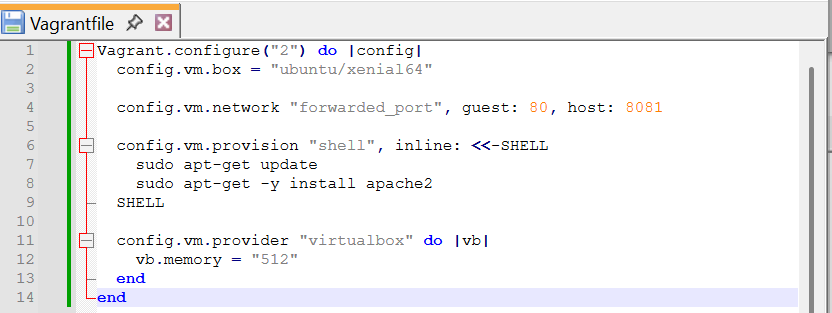 Vagrantfile
1 Vagrant.configure("2") do |config|
2   config.vm.box = "ubuntu/xenial64"
3
4   config.vm.network "forwarded_port", guest: 80, host: 8081
5
6   config.vm.provision "shell", inline: <<-SHELL
7     sudo apt-get update
8     sudo apt-get -y install apache2
9   SHELL
10
11   config.vm.provider "virtualbox" do |vb|
12     vb.memory = "512"
13   end
14 end